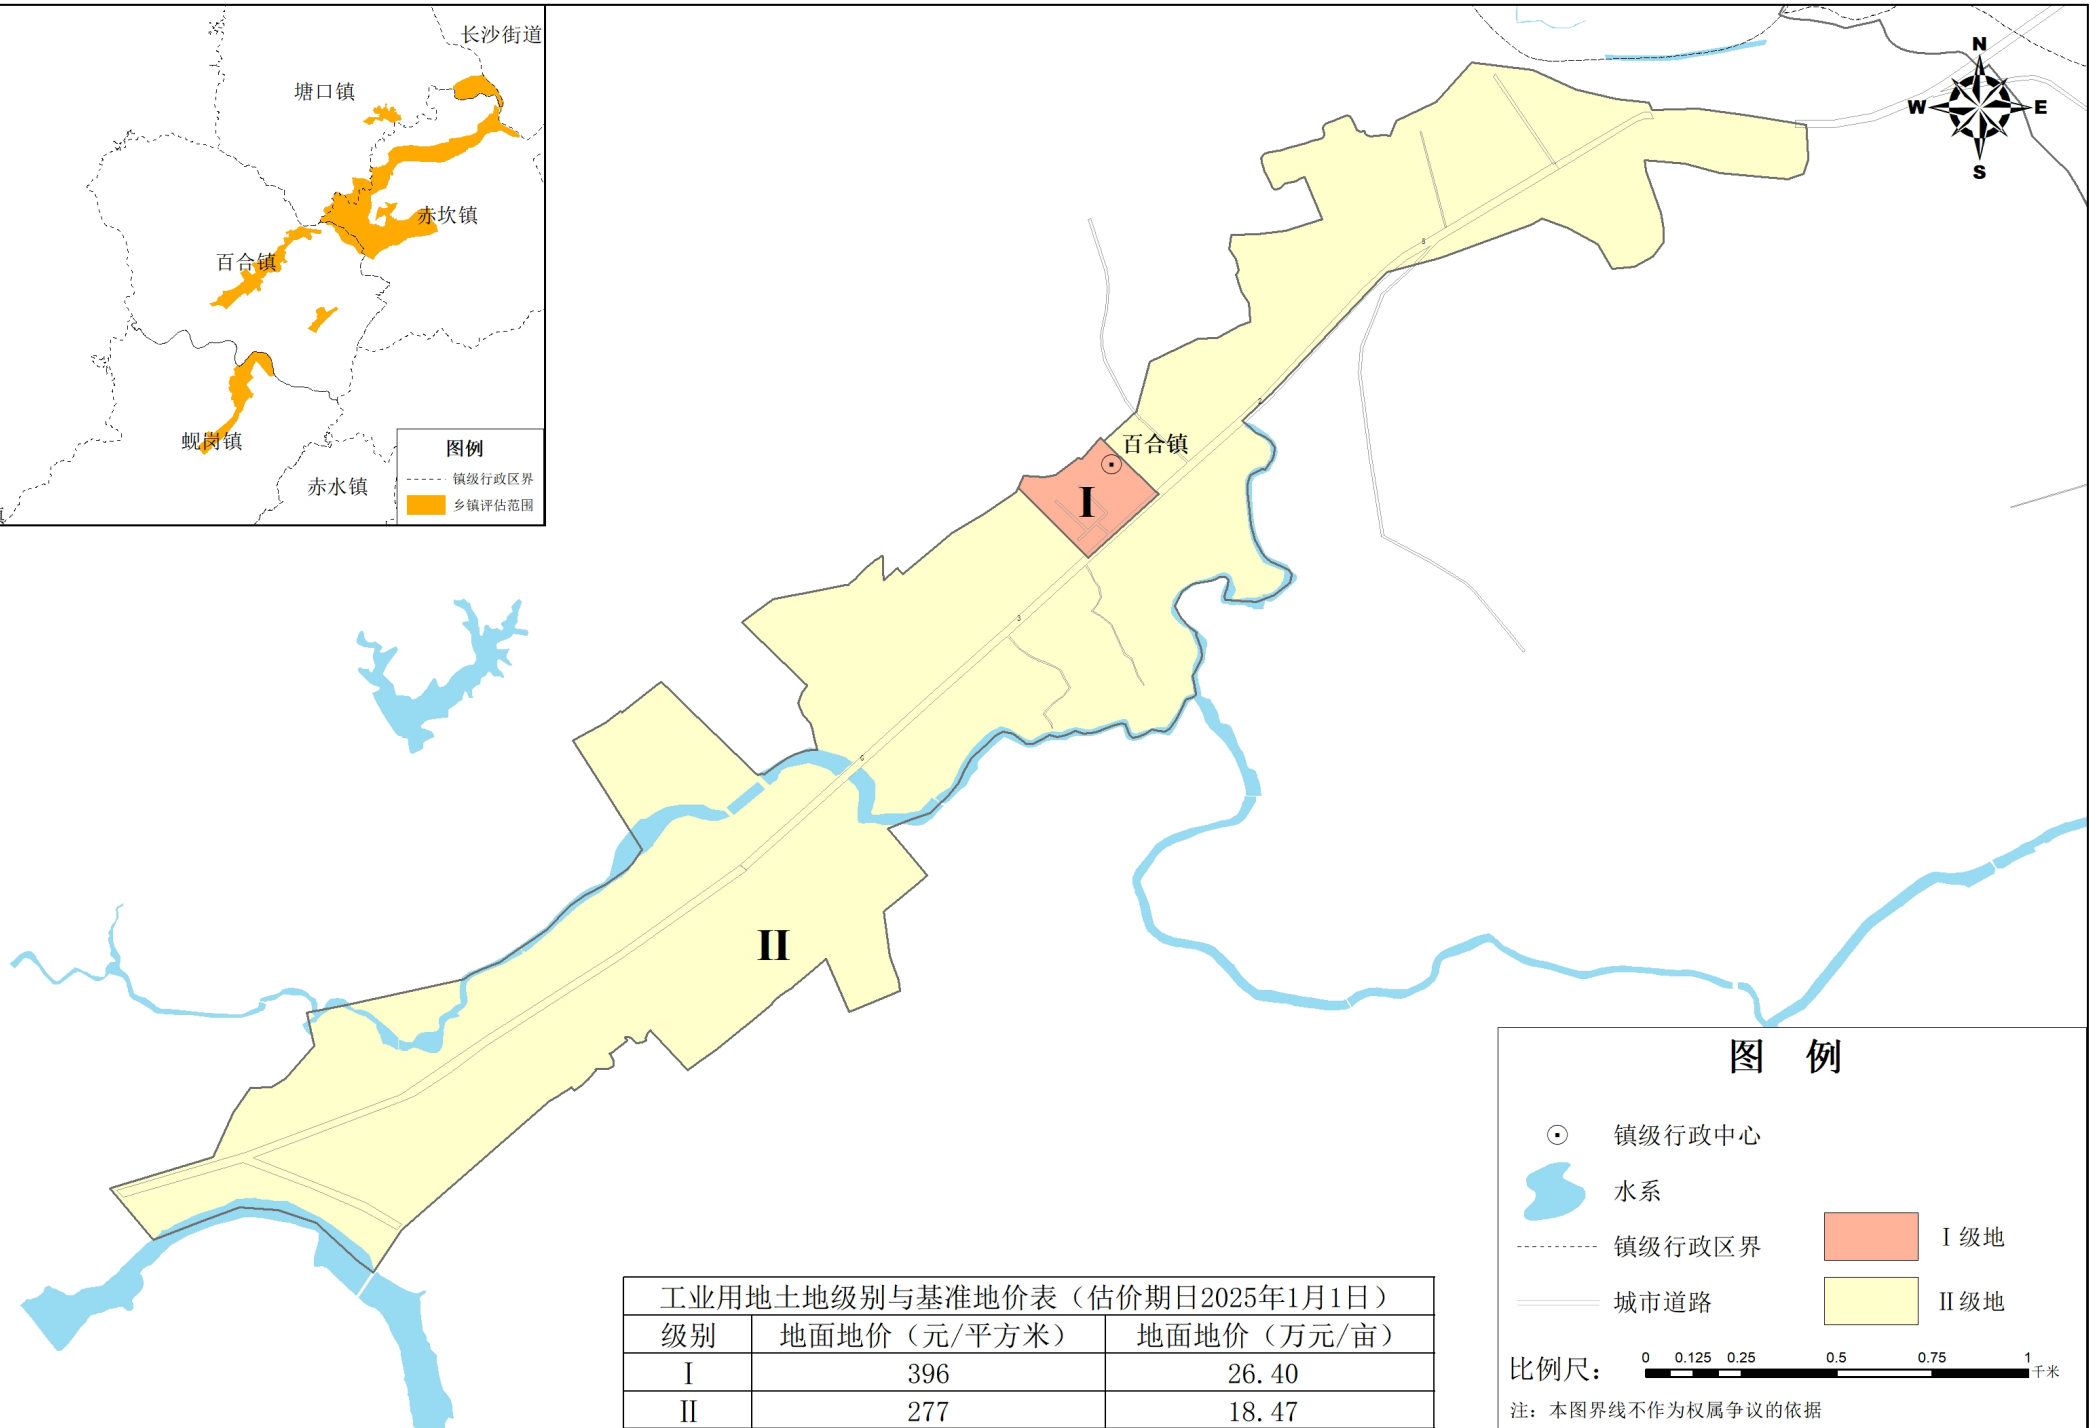 长沙街道
塘口镇
赤坎镇
百合镇
蚬岗镇
赤水镇
图例
镇级行政区界
乡镇评估范围
N
W E
S
百合镇
I
II
工业用地土地级别与基准地价表（估价期日2025年1月1日）
级别 地面地价（元/平方米） 地面地价（万元/亩）
I 396 26.40
II 277 18.47
图 例
镇级行政中心
水系
镇级行政区界
城市道路
I级地
II级地
比例尺： 0 0.125 0.25 0.5 0.75 1 千米
注：本图界线不作为权属争议的依据